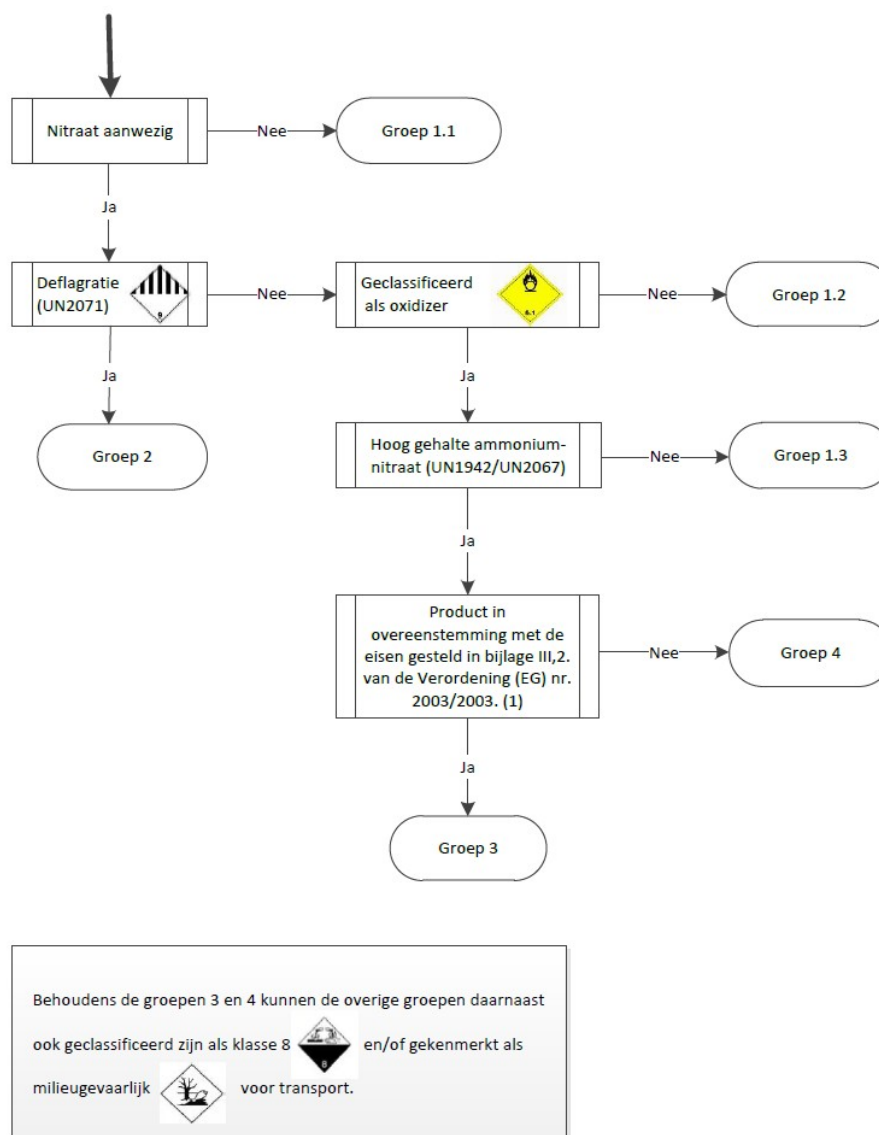 Nitraat aanwezig
Nee
Groep 1.1
Ja
Deflagratie
(UN2071)
9
Nee
Geclassificeerd
als oxidizer
5.1
Nee
Groep 1.2
Ja
Ja
Groep 2
Hoog gehalte ammonium-
nitraat (UN1942/UN2067)
Nee
Groep 1.3
Ja
Product in
overeenstemming met de
eisen gesteld in bijlage III,2.
van de Verordening (EG) nr.
2003/2003. (1)
Nee
Groep 4
Ja
Groep 3
Behoudens de groepen 3 en 4 kunnen de overige groepen daarnaast
ook geclassificeerd zijn als klasse 8 8 en/of gekenmerkt als
milieugevaarlijk voor transport.